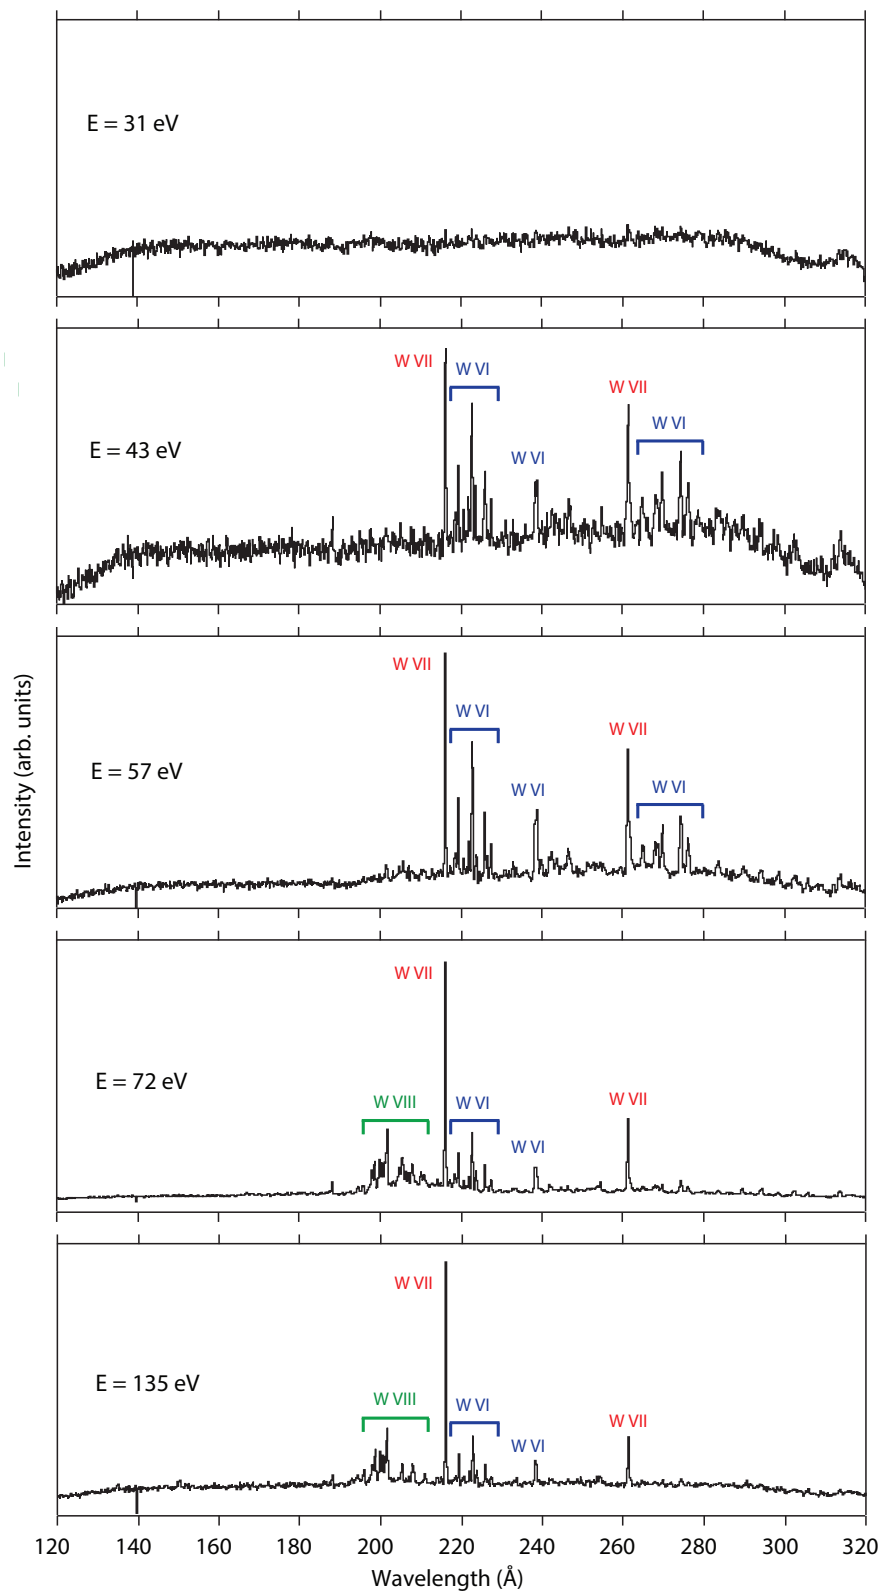 E = 31 eV
W VII
W VI
W VII
W VI
E = 43 eV
W VI
W VII
W VI
W VII
W VI
E = 57 eV
W VI
Intensity (arb. units)
W VII
W VIII
W VI
W VII
E = 72 eV
W VI
W VII
W VIII
W VI
W VII
E = 135 eV
W VI
120 140 160 180 200 220 240 260 280 300 320
Wavelength (Å)